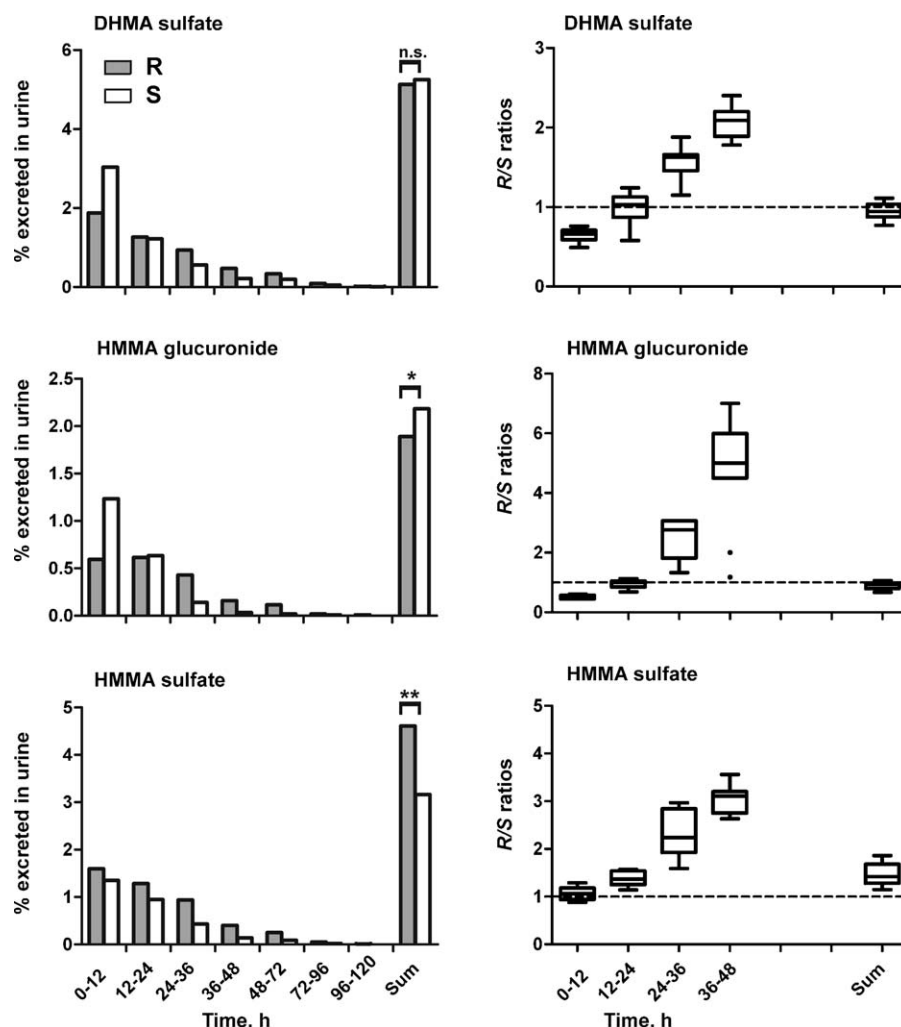 DHMA sulfate
% excreted in urine
6
4
2
0
R
S
n.s.
DHMA sulfate
R/S ratios
3
2
1
0
HMMA glucuronide
% excreted in urine
2.5
2.0
1.5
1.0
0.5
0.0
*
HMMA glucuronide
R/S ratios
8
6
4
2
0
HMMA sulfate
% excreted in urine
5
4
3
2
1
0
**
0-12
12-24
24-36
36-48
48-72
72-96
96-120
Sum
Time, h
HMMA sulfate
R/S ratios
5
4
3
2
1
0
0-12
12-24
24-36
36-48
Sum
Time, h